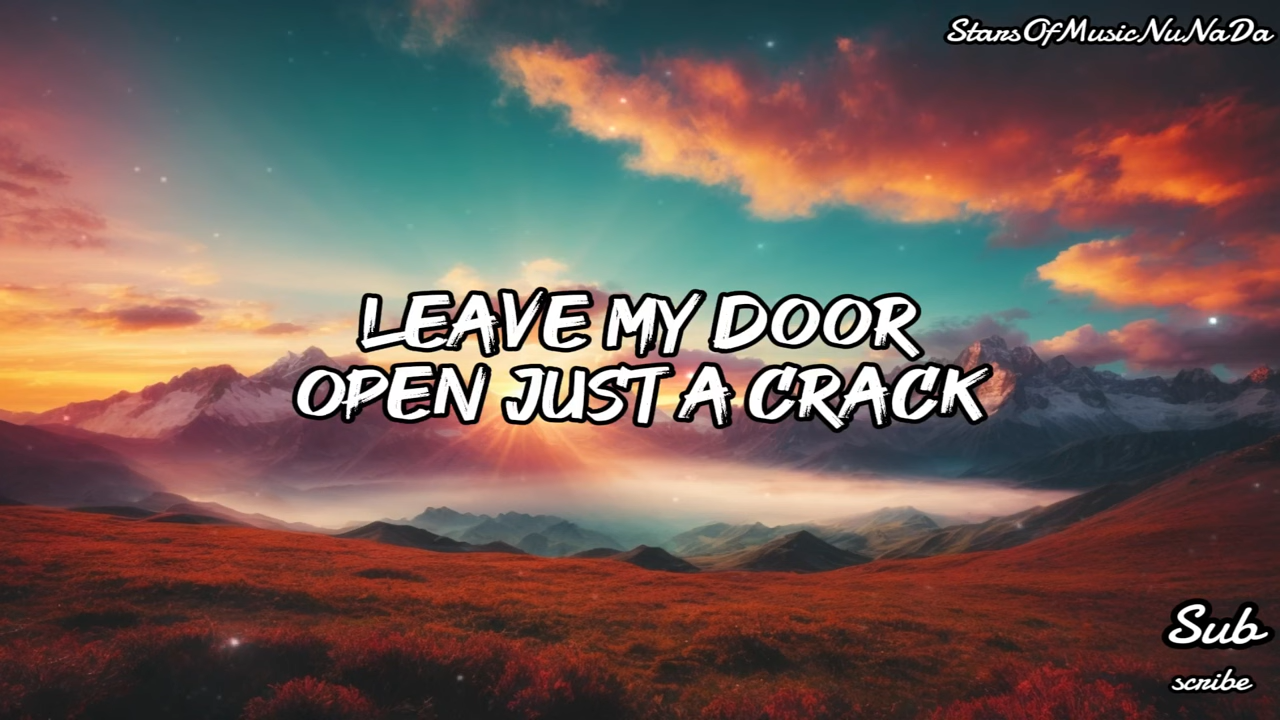 StarsOfMusicNuNaDa
LEAVE MY DOOR
OPEN JUST A CRACK
Sub
scribe